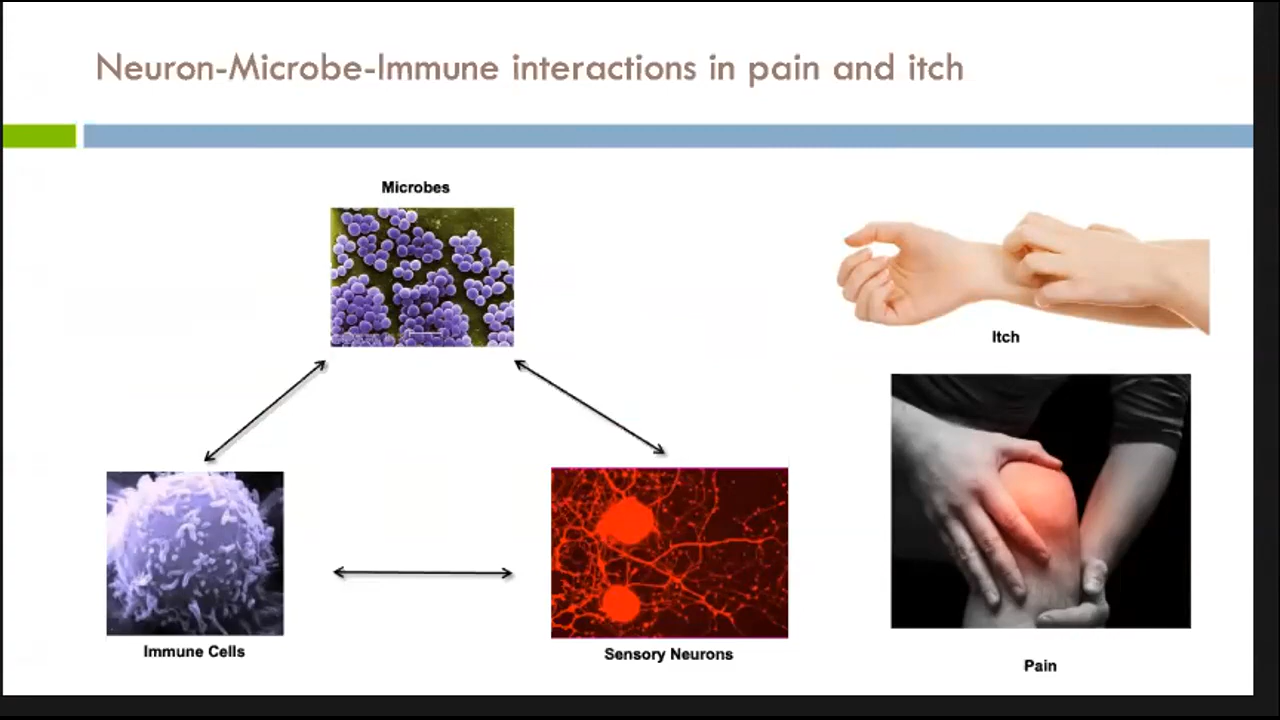 Neuron-Microbe-Immune interactions in pain and itch
Microbes
Itch
Immune Cells
Sensory Neurons
Pain